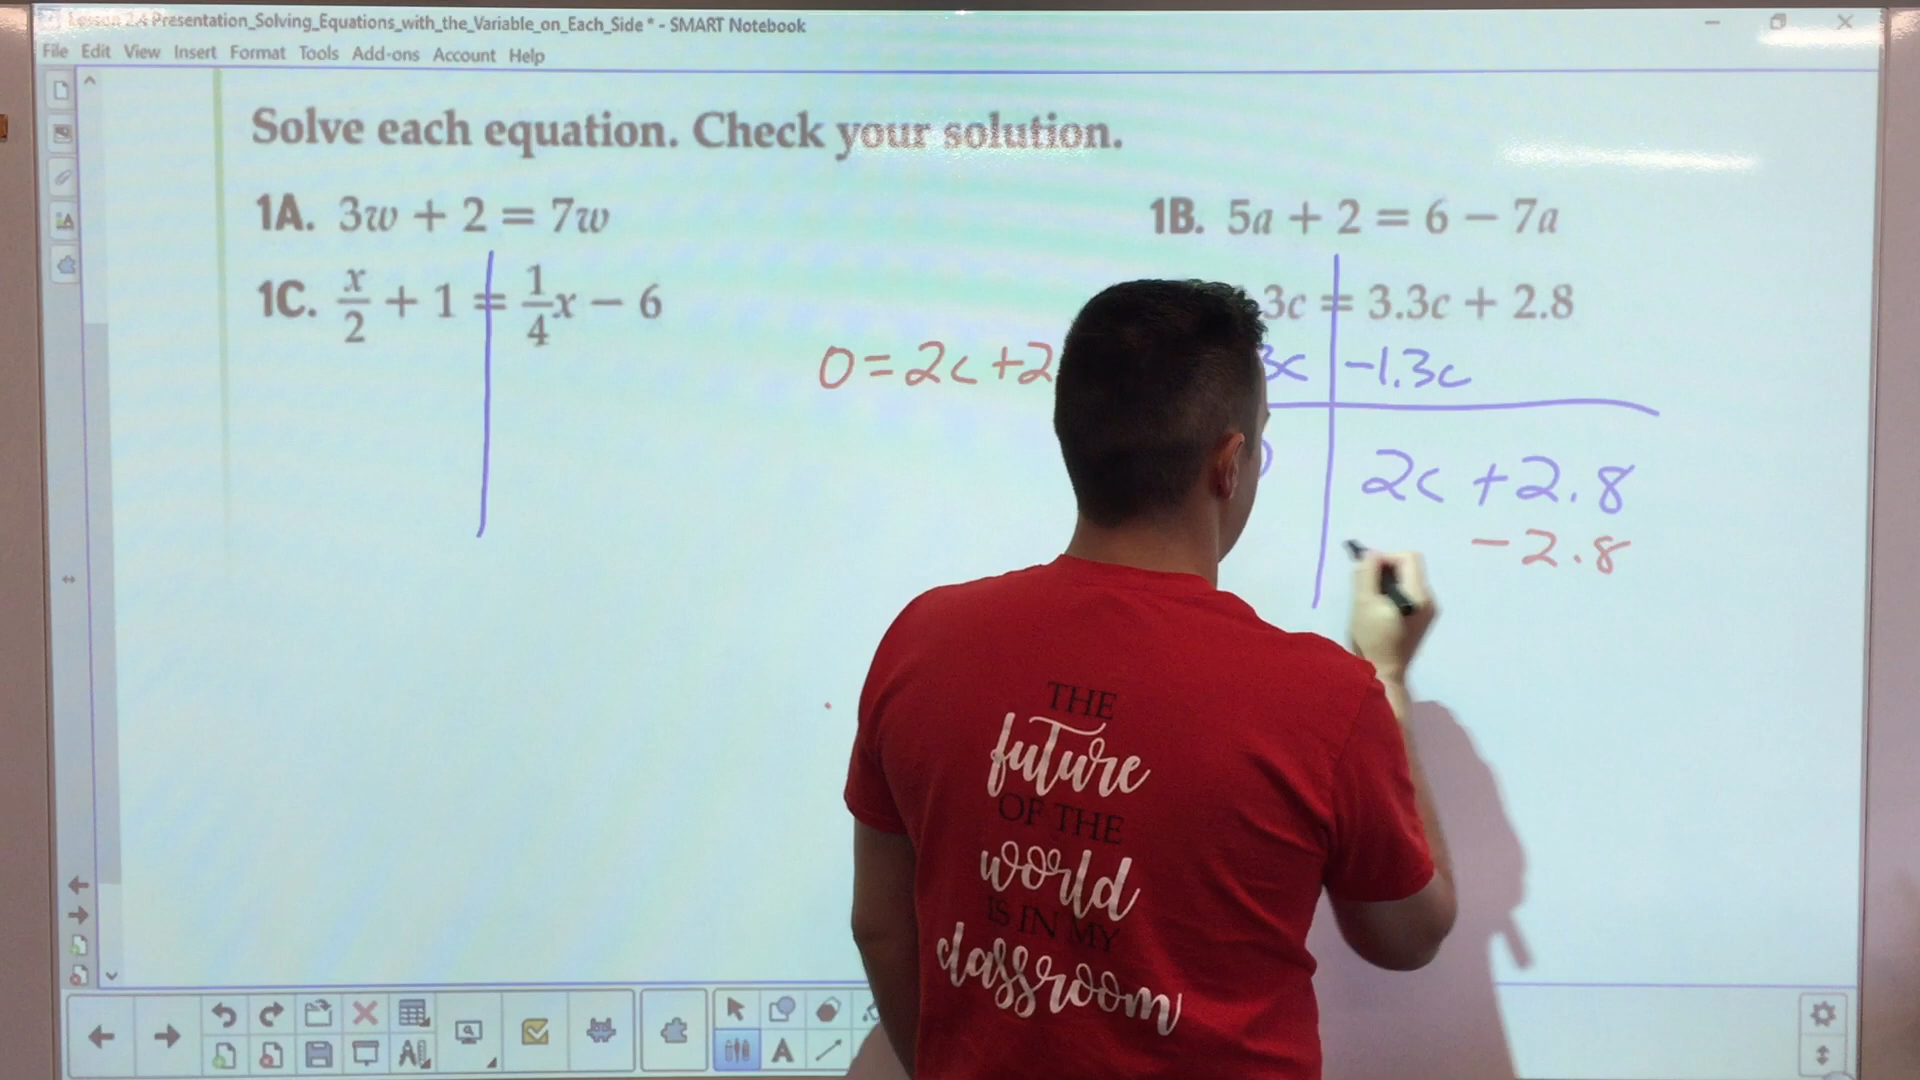 Lesson 2.4 Presentation_Solving_Equations_with_the_Variable_on_Each_Side * - SMART Notebook
File Edit View Insert Format Tools Add-ons Account Help
Solve each equation. Check your solution.
1A. 3w + 2 = 7w
1B. 5a + 2 = 6 − 7a
1C. x/2 + 1 = 1/4 x − 6
3c = 3.3c + 2.8
0 = 2c + 2
3c -1.3c
2c + 2.8
- 2.8
THE
future
OF THE
world
IS IN MY
classroom